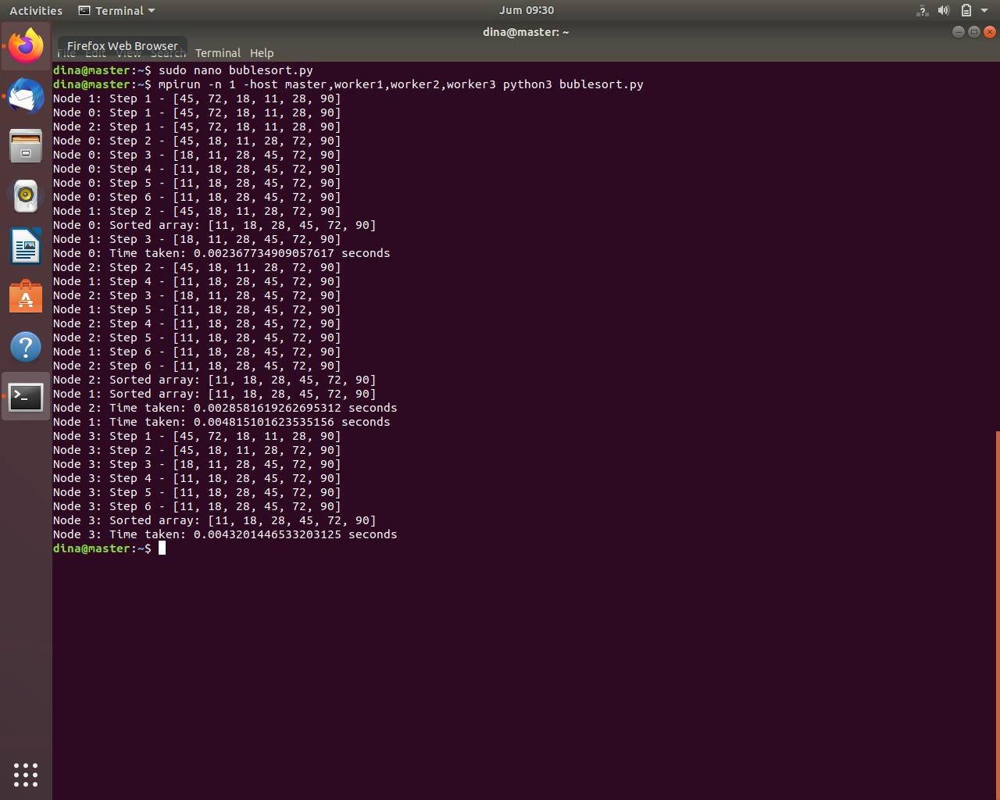 Activities Terminal Jum 09:30
dina@master: ~
Firefox Web Browser
File Edit View Search Terminal Help
dina@master:~$ sudo nano bublesort.py
dina@master:~$ mpirun -n 1 -host master,worker1,worker2,worker3 python3 bublesort.py
Node 1: Step 1 - [45, 72, 18, 11, 28, 90]
Node 0: Step 1 - [45, 72, 18, 11, 28, 90]
Node 2: Step 1 - [45, 72, 18, 11, 28, 90]
Node 0: Step 2 - [45, 18, 11, 28, 72, 90]
Node 0: Step 3 - [18, 11, 28, 45, 72, 90]
Node 0: Step 4 - [11, 18, 28, 45, 72, 90]
Node 0: Step 5 - [11, 18, 28, 45, 72, 90]
Node 0: Step 6 - [11, 18, 28, 45, 72, 90]
Node 1: Step 2 - [45, 18, 11, 28, 72, 90]
Node 0: Sorted array: [11, 18, 28, 45, 72, 90]
Node 1: Step 3 - [18, 11, 28, 45, 72, 90]
Node 0: Time taken: 0.002367734909057617 seconds
Node 2: Step 2 - [45, 18, 11, 28, 72, 90]
Node 1: Step 4 - [11, 18, 28, 45, 72, 90]
Node 2: Step 3 - [18, 11, 28, 45, 72, 90]
Node 1: Step 5 - [11, 18, 28, 45, 72, 90]
Node 2: Step 4 - [11, 18, 28, 45, 72, 90]
Node 2: Step 5 - [11, 18, 28, 45, 72, 90]
Node 1: Step 6 - [11, 18, 28, 45, 72, 90]
Node 2: Step 6 - [11, 18, 28, 45, 72, 90]
Node 2: Sorted array: [11, 18, 28, 45, 72, 90]
Node 1: Sorted array: [11, 18, 28, 45, 72, 90]
Node 2: Time taken: 0.0028581619262695312 seconds
Node 1: Time taken: 0.004815101623535156 seconds
Node 3: Step 1 - [45, 72, 18, 11, 28, 90]
Node 3: Step 2 - [45, 18, 11, 28, 72, 90]
Node 3: Step 3 - [18, 11, 28, 45, 72, 90]
Node 3: Step 4 - [11, 18, 28, 45, 72, 90]
Node 3: Step 5 - [11, 18, 28, 45, 72, 90]
Node 3: Step 6 - [11, 18, 28, 45, 72, 90]
Node 3: Sorted array: [11, 18, 28, 45, 72, 90]
Node 3: Time taken: 0.0043201446533203125 seconds
dina@master:~$